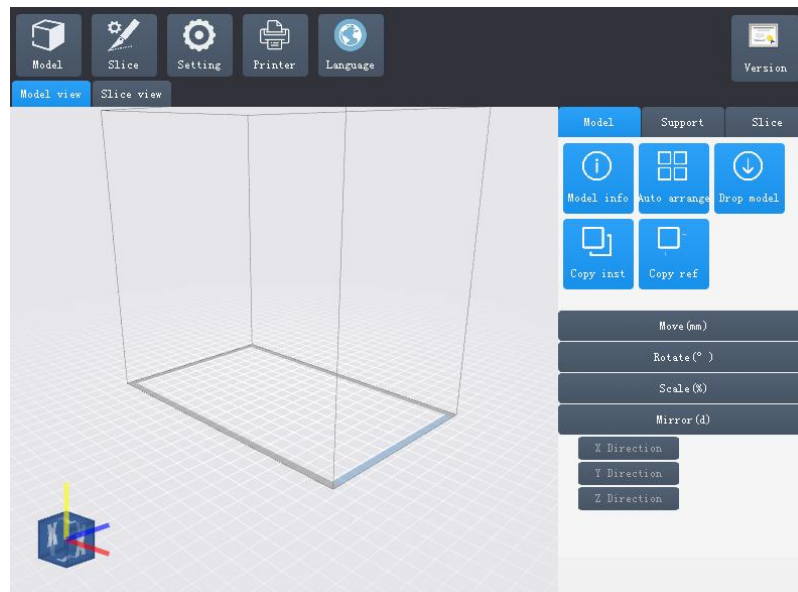 Model
Slice
Setting
Printer
Language
Version
Model view
Slice view
Model
Support
Slice
Model info
Auto arrange
Drop model
Copy inst
Copy ref
Move(mm)
Rotate(° )
Scale(%)
Mirror(d)
X Direction
Y Direction
Z Direction